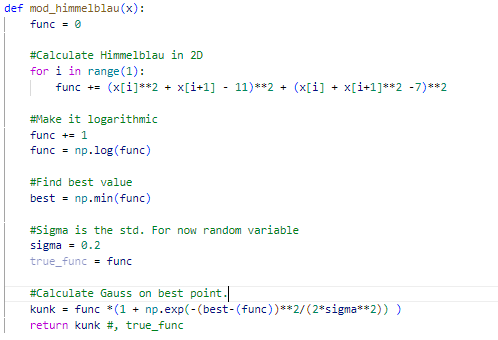 def mod_himmelblau(x):
    func = 0
    #Calculate Himmelblau in 2D
    for i in range(1):
        func += (x[i]**2 + x[i+1] - 11)**2 + (x[i] + x[i+1]**2 -7)**2
    #Make it logarithmic
    func += 1
    func = np.log(func)
    #Find best value
    best = np.min(func)
    #Sigma is the std. For now random variable
    sigma = 0.2
    true_func = func
    #Calculate Gauss on best point.
    kunk = func *(1 + np.exp(-(best-(func))**2/(2*sigma**2)) )
    return kunk #, true_func